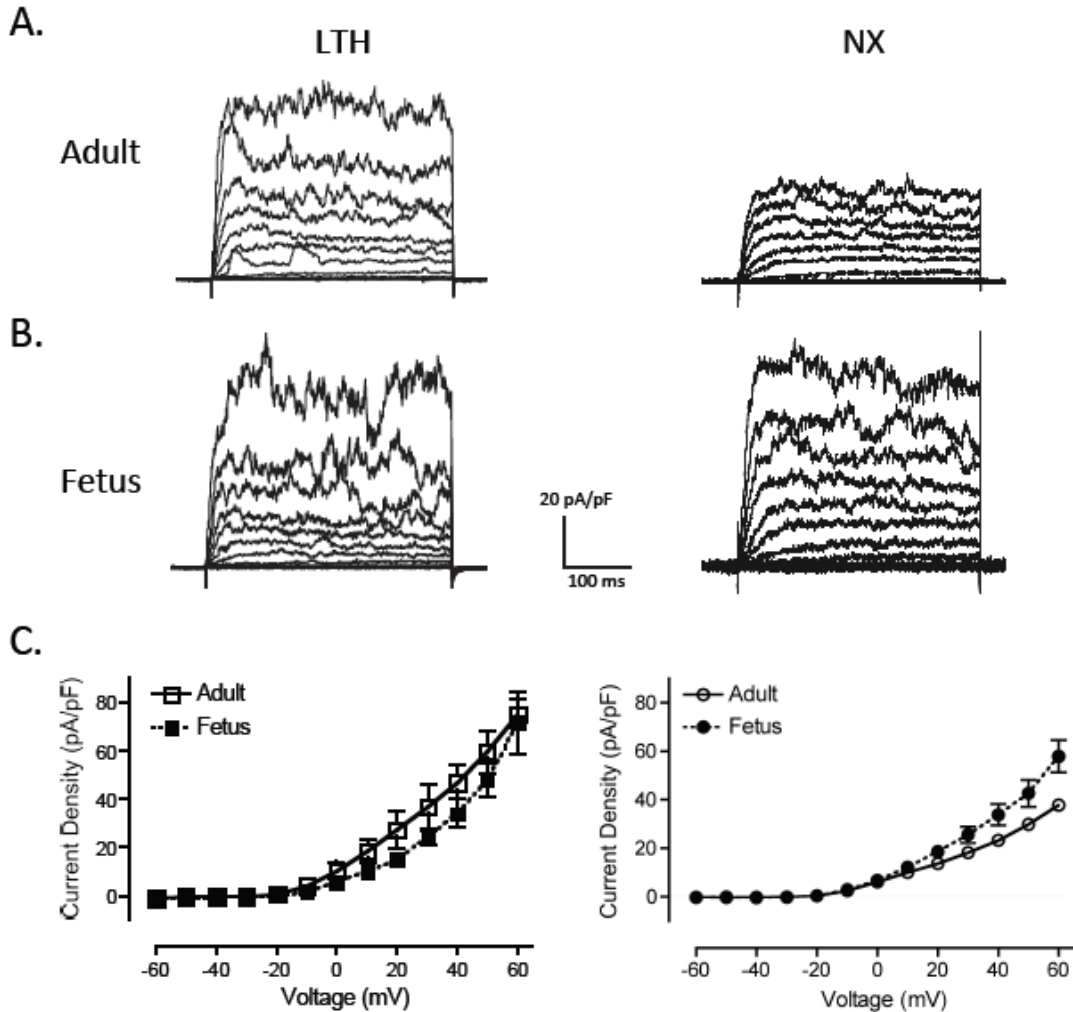 A.
LTH
NX
Adult
B.
Fetus
20 pA/pF
100 ms
C.
Current Density (pA/pF)
80
60
40
20
0
Adult
Fetus
-60 -40 -20 0 20 40 60
Voltage (mV)
Current Density (pA/pF)
80
60
40
20
0
Adult
Fetus
-60 -40 -20 0 20 40 60
Voltage (mV)